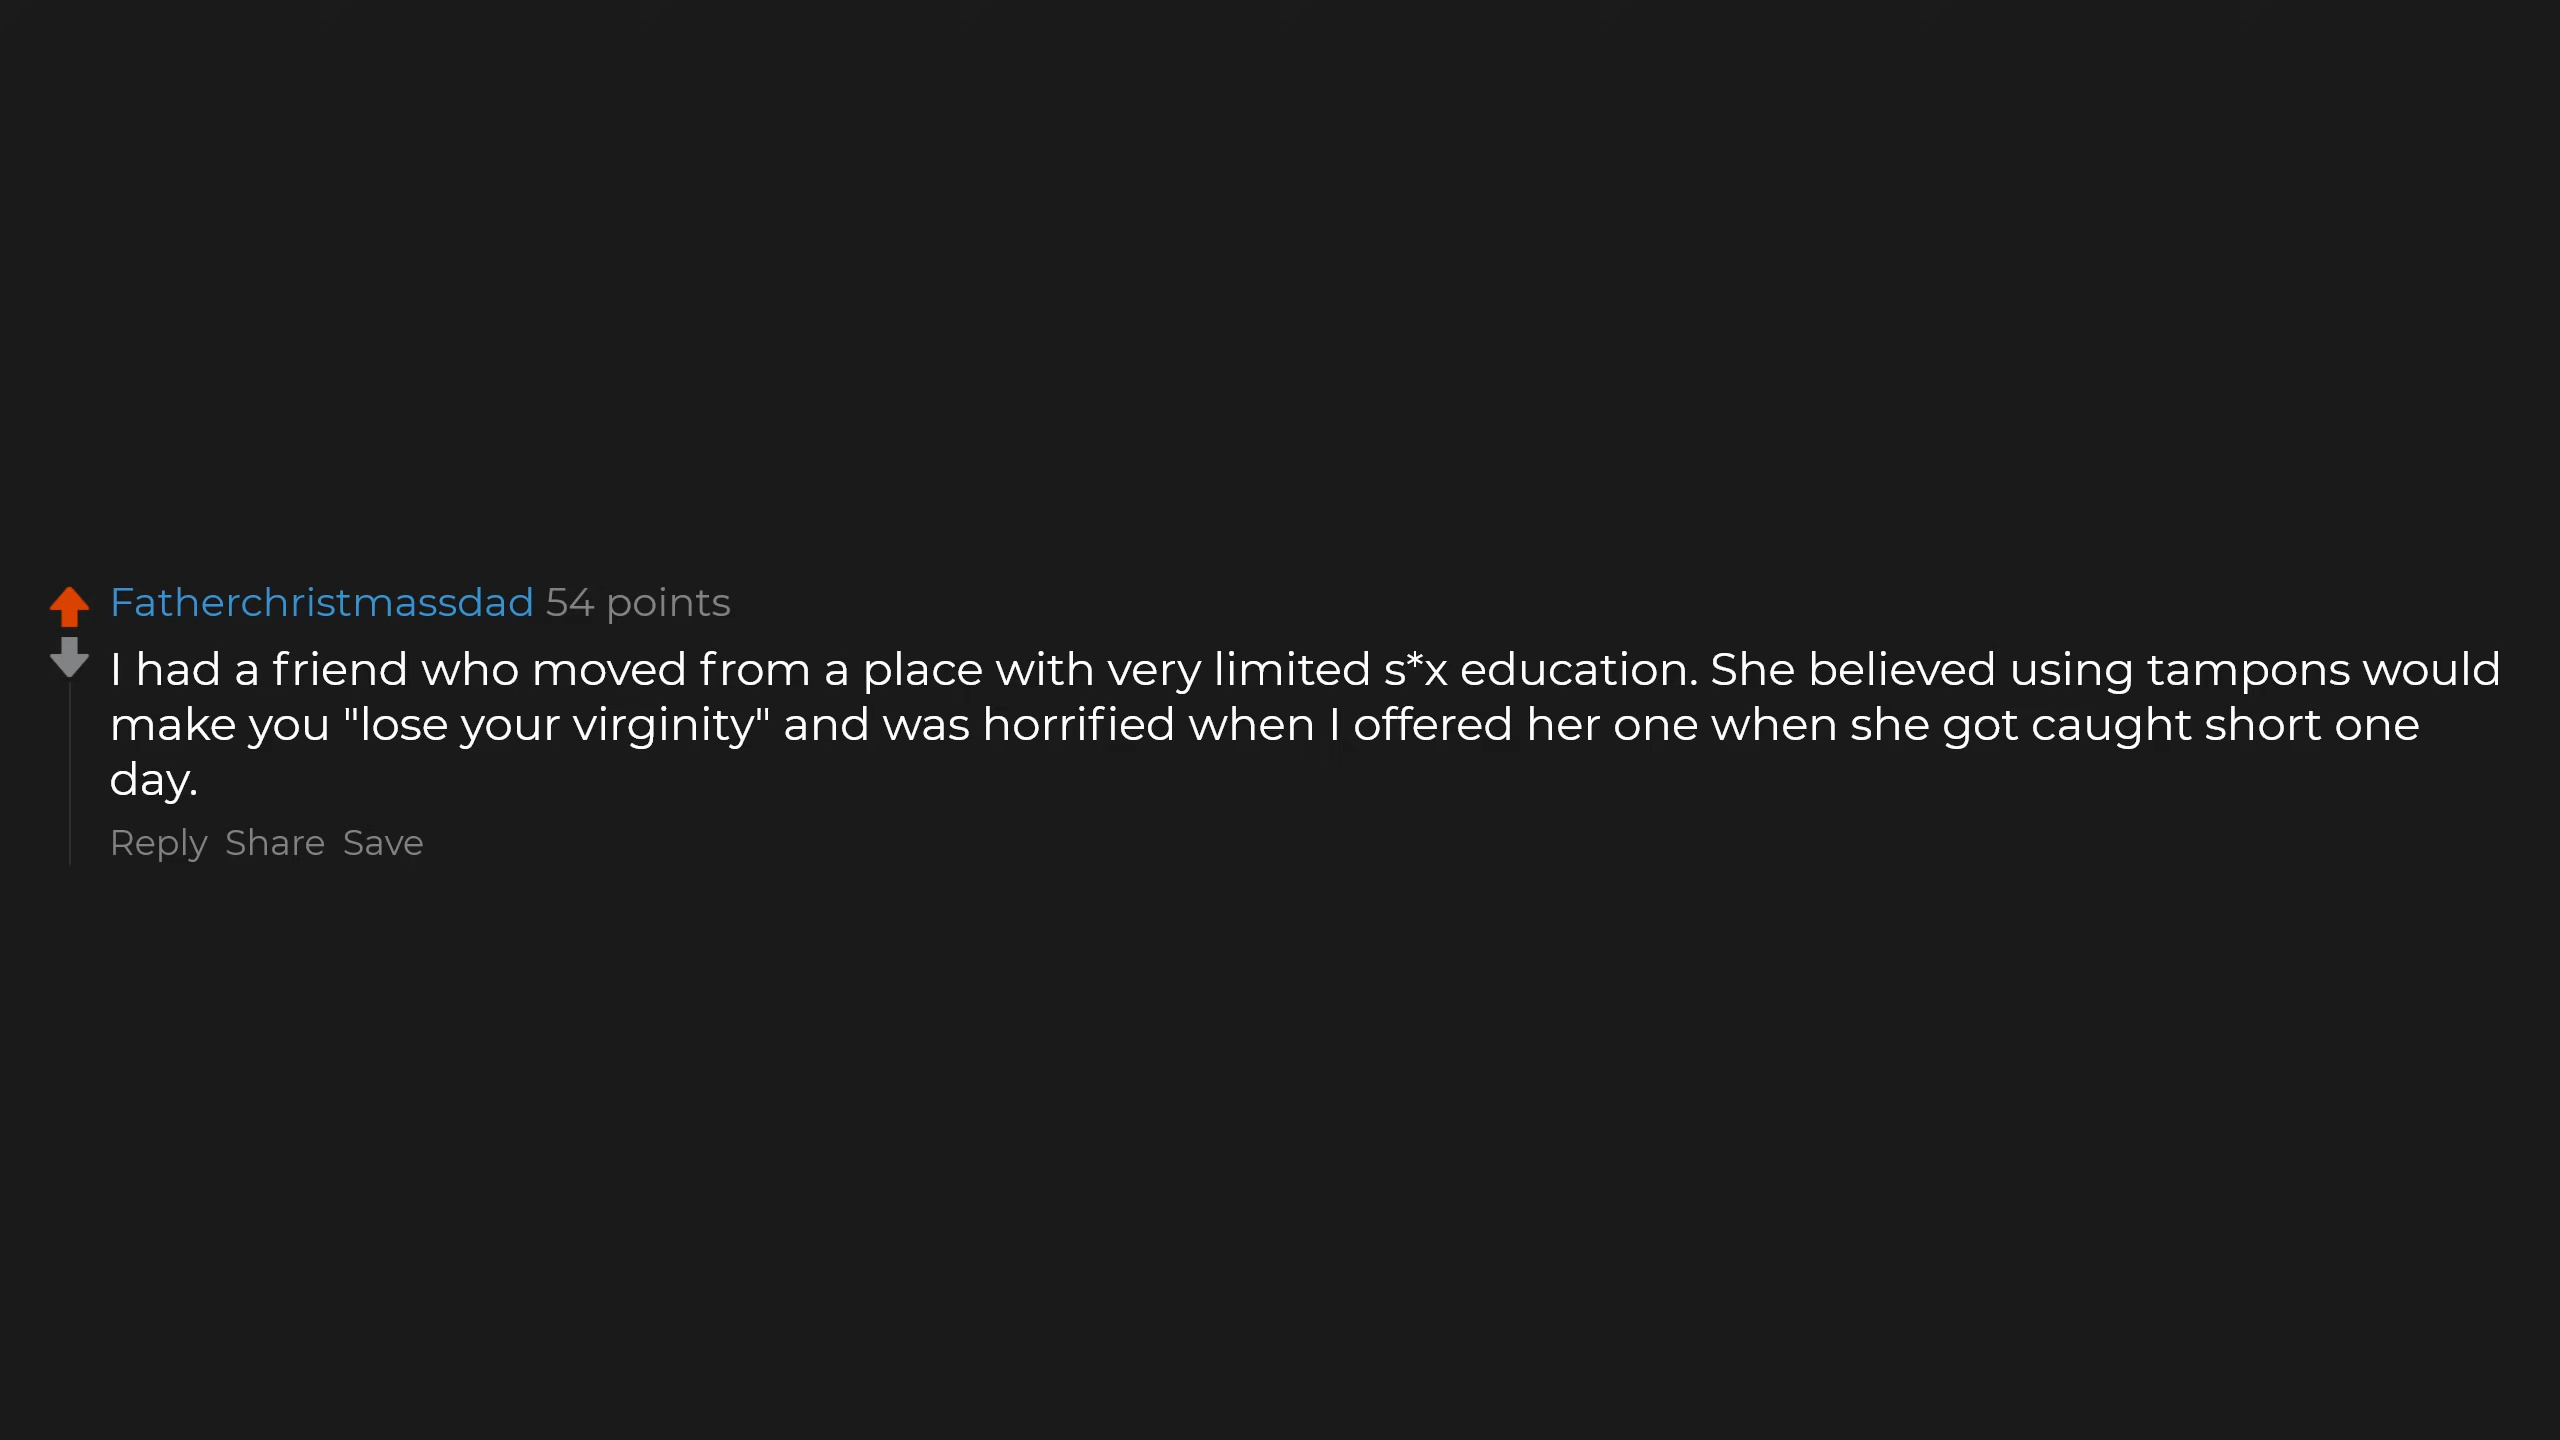 Fatherchristmassdad 54 points
I had a friend who moved from a place with very limited s*x education. She believed using tampons would
make you "lose your virginity" and was horrified when I offered her one when she got caught short one
day.
Reply Share Save